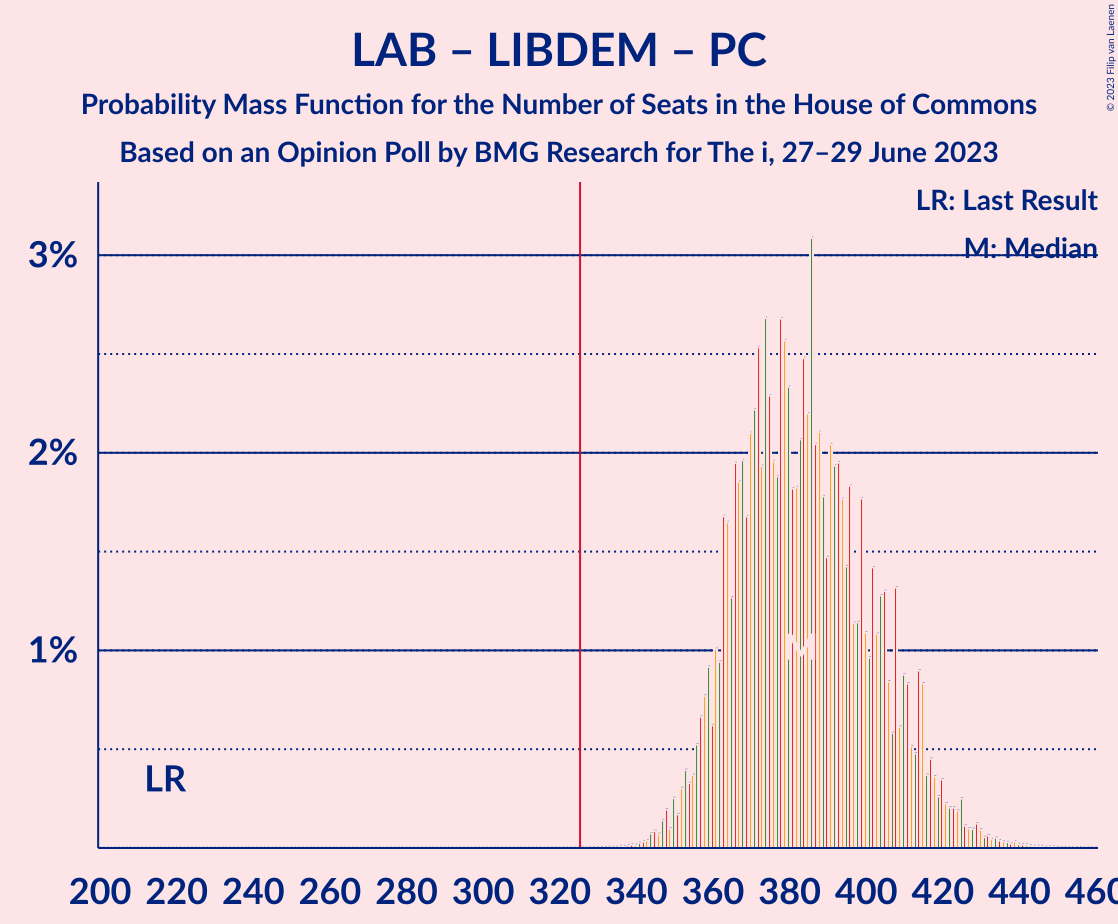 LAB – LIBDEM – PC
Probability Mass Function for the Number of Seats in the House of Commons
Based on an Opinion Poll by BMG Research for The i, 27–29 June 2023
© 2023 Filip van Laenen
LR: Last Result
M: Median
3%
2%
1%
LR
M
200 220 240 260 280 300 320 340 360 380 400 420 440 460